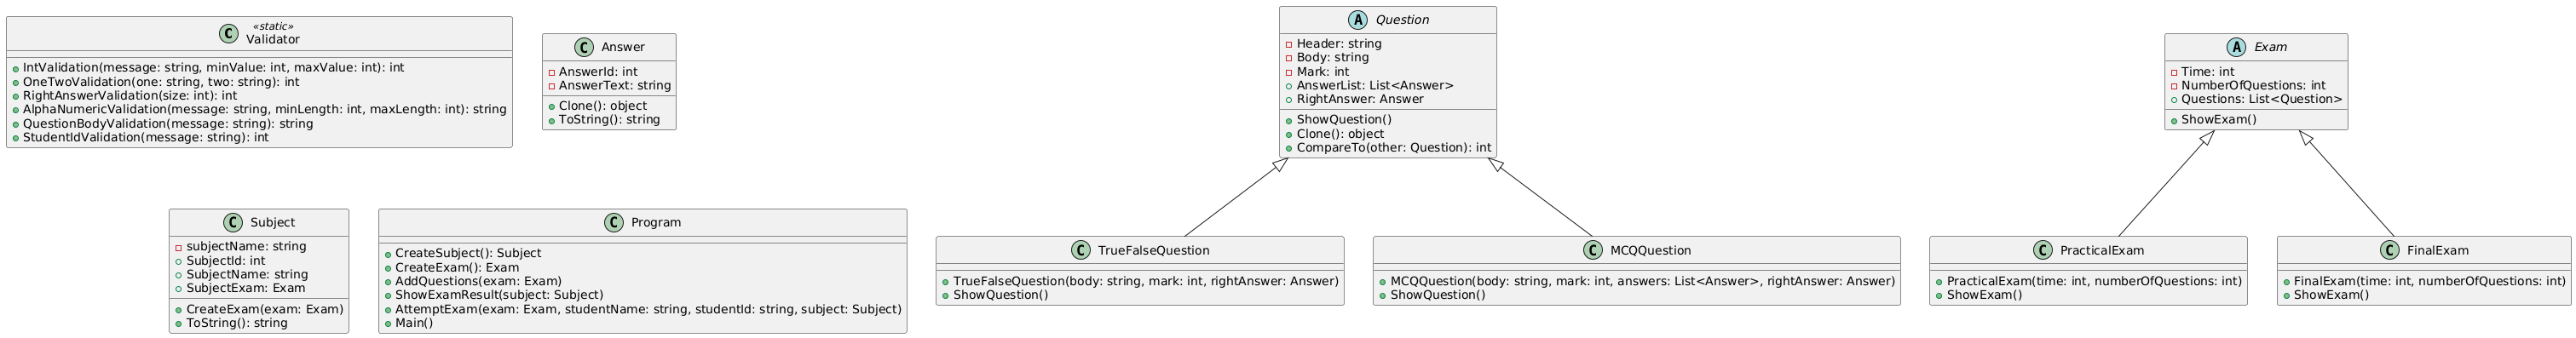 «static»
Validator
IntValidation(message: string, minValue: int, maxValue: int): int
OneTwoValidation(one: string, two: string): int
RightAnswerValidation(size: int): int
AlphaNumericValidation(message: string, minLength: int, maxLength: int): string
QuestionBodyValidation(message: string): string
StudentIdValidation(message: string): int
C Answer
AnswerId: int
AnswerText: string
Clone(): object
ToString(): string
A Question
Header: string
Body: string
Mark: int
AnswerList: List<Answer>
RightAnswer: Answer
ShowQuestion()
Clone(): object
CompareTo(other: Question): int
A Exam
Time: int
NumberOfQuestions: int
Questions: List<Question>
ShowExam()
C Subject
subjectName: string
SubjectId: int
SubjectName: string
SubjectExam: Exam
CreateExam(exam: Exam)
ToString(): string
C Program
CreateSubject(): Subject
CreateExam(): Exam
AddQuestions(exam: Exam)
ShowExamResult(subject: Subject)
AttemptExam(exam: Exam, studentName: string, studentId: string, subject: Subject)
Main()
C TrueFalseQuestion
TrueFalseQuestion(body: string, mark: int, rightAnswer: Answer)
ShowQuestion()
C MCQQuestion
MCQQuestion(body: string, mark: int, answers: List<Answer>, rightAnswer: Answer)
ShowQuestion()
C PracticalExam
PracticalExam(time: int, numberOfQuestions: int)
ShowExam()
C FinalExam
FinalExam(time: int, numberOfQuestions: int)
ShowExam()